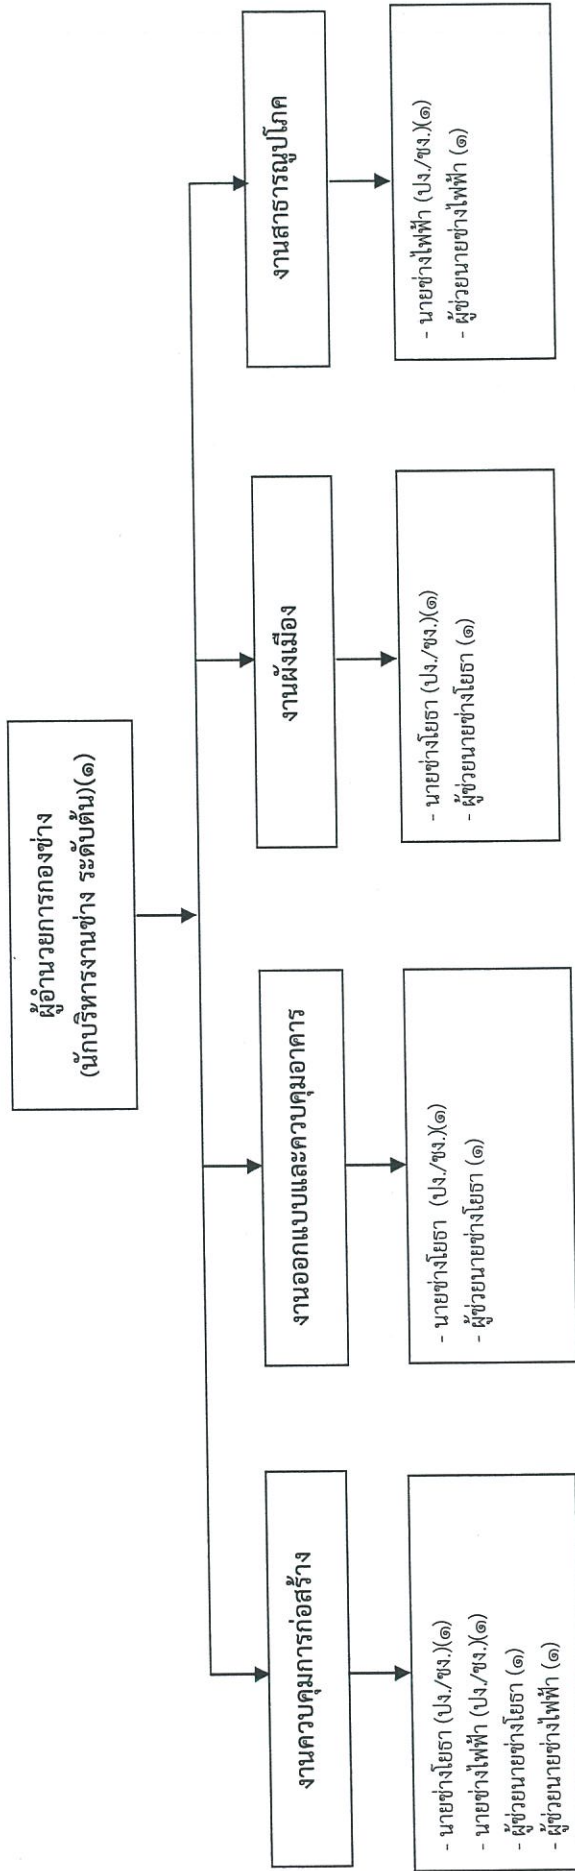 ผู้อำนวยการกองช่าง
(นักบริหารงานช่าง ระดับต้น)(๑)
งานควบคุมการก่อสร้าง
- นายช่างโยธา (ปง./ชง.)(๑)
- นายช่างไฟฟ้า (ปง./ชง.)(๑)
- ผู้ช่วยนายช่างโยธา (๑)
- ผู้ช่วยนายช่างไฟฟ้า (๑)
งานออกแบบและควบคุมอาคาร
- นายช่างโยธา (ปง./ชง.)(๑)
- ผู้ช่วยนายช่างโยธา (๑)
งานผังเมือง
- นายช่างโยธา (ปง./ชง.)(๑)
- ผู้ช่วยนายช่างโยธา (๑)
งานสาธารณูปโภค
- นายช่างไฟฟ้า (ปง./ชง.)(๑)
- ผู้ช่วยนายช่างไฟฟ้า (๑)